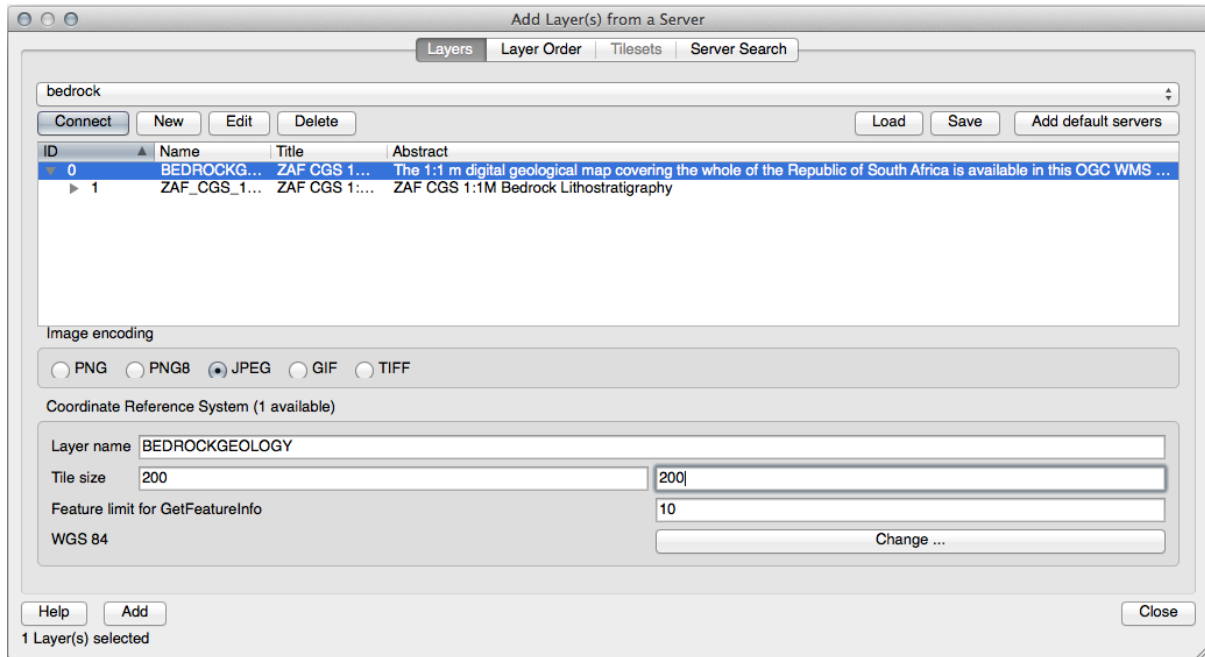 Add Layer(s) from a Server
Layers Layer Order Tilesets Server Search
bedrock
Connect New Edit Delete Load Save Add default servers
ID Name Title Abstract
0 BEDROCKG... ZAF CGS 1... The 1:1 m digital geological map covering the whole of the Republic of South Africa is available in this OGC WMS ...
1 ZAF_CGS_1... ZAF CGS 1:... ZAF CGS 1:1M Bedrock Lithostratigraphy
Image encoding
PNG PNG8 JPEG GIF TIFF
Coordinate Reference System (1 available)
Layer name BEDROCKGEOLOGY
Tile size 200 200
Feature limit for GetFeatureInfo 10
WGS 84 Change ...
Help Add Close
1 Layer(s) selected